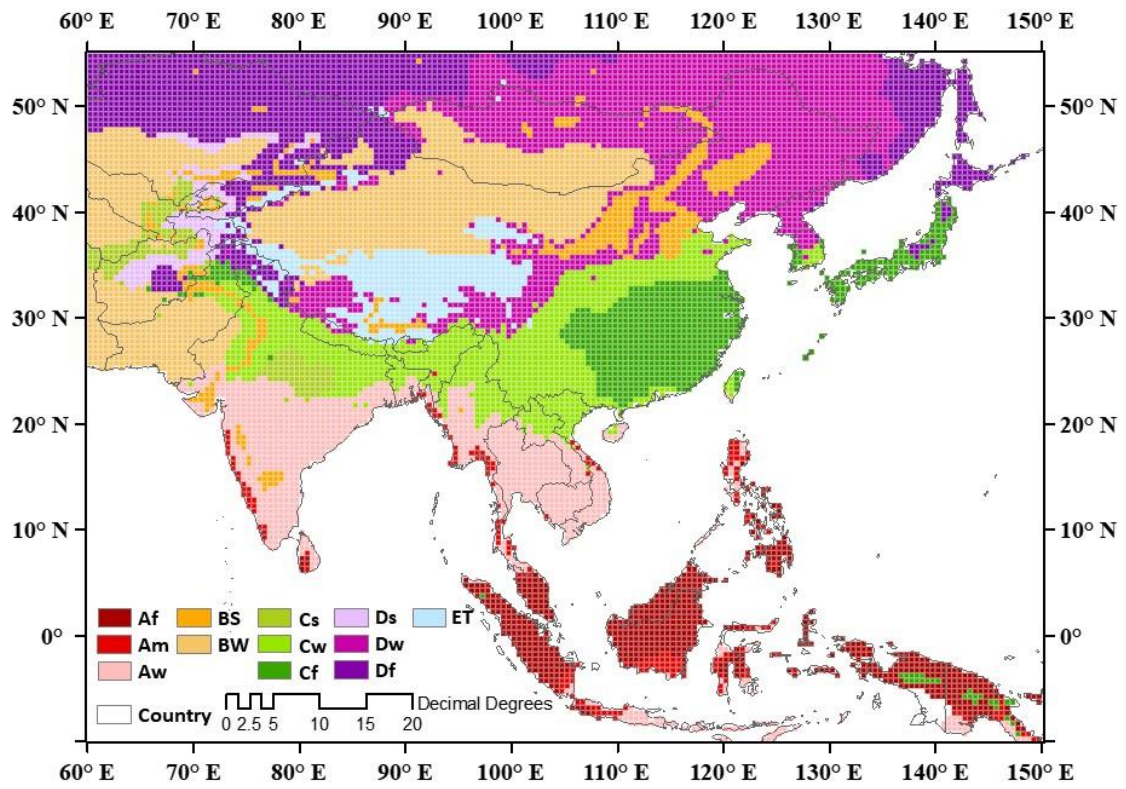 60° E 70° E 80° E 90° E 100° E 110° E 120° E 130° E 140° E 150° E
50° N 50° N
40° N 40° N
30° N 30° N
20° N 20° N
10° N 10° N
Af BS Cs Ds ET
0° 0°
Am BW Cw Dw
Aw Cf Df
Country Decimal Degrees
0 2.5 5 10 15 20
60° E 70° E 80° E 90° E 100° E 110° E 120° E 130° E 140° E 150° E